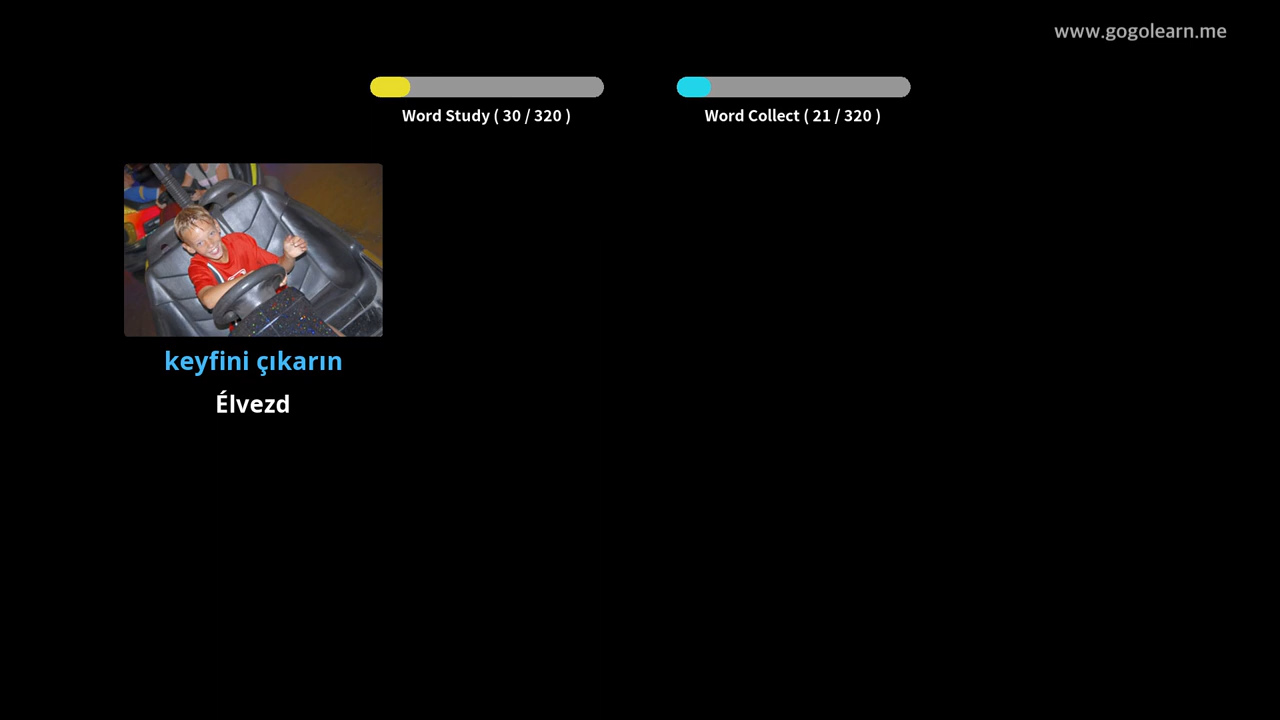 www.gogolearn.me
Word Study ( 30 / 320 )
Word Collect ( 21 / 320 )
keyfini çıkarın
Élvezd